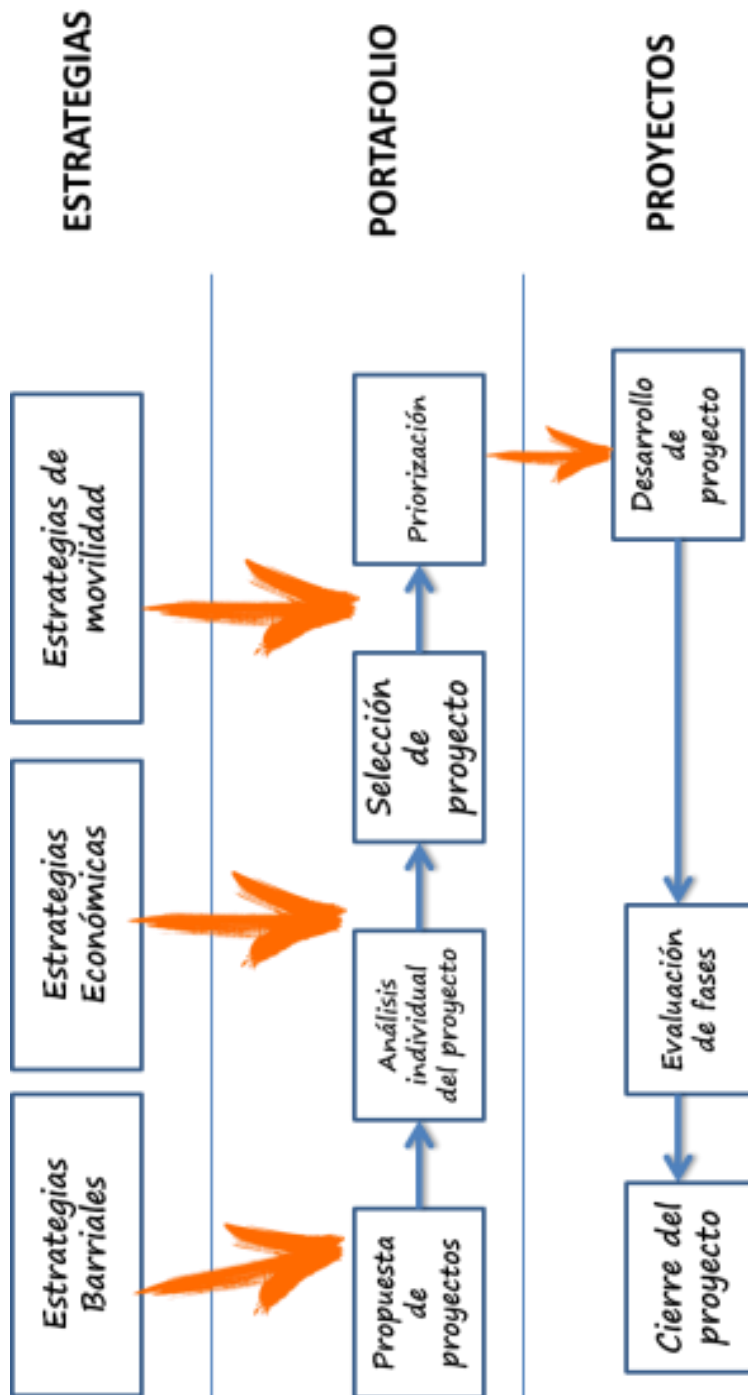 Estrategias
Barriales
Estrategias
Económicas
Estrategias de
movilidad
ESTRATEGIAS
Propuesta
de
proyectos
Análisis
individual
del proyecto
Selección
de
proyecto
Priorización
PORTAFOLIO
Cierre del
proyecto
Evaluación
de fases
Desarrollo
de
proyecto
PROYECTOS